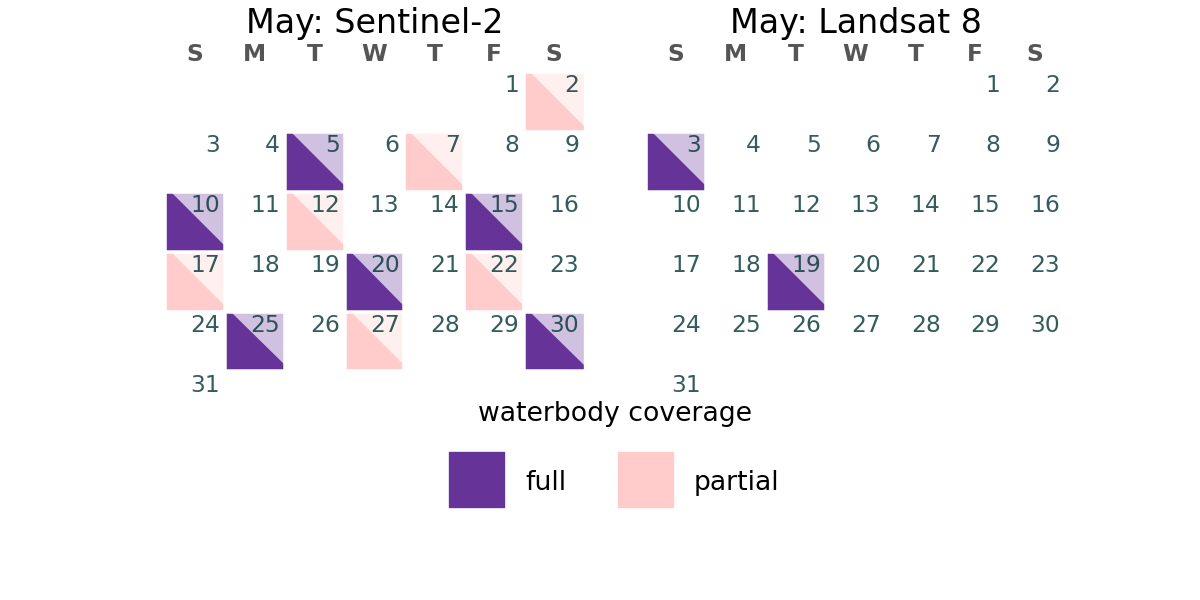 May: Sentinel-2
S M T W T F S
1 2
3 4 5 6 7 8 9
10 11 12 13 14 15 16
17 18 19 20 21 22 23
24 25 26 27 28 29 30
31
May: Landsat 8
S M T W T F S
1 2
3 4 5 6 7 8 9
10 11 12 13 14 15 16
17 18 19 20 21 22 23
24 25 26 27 28 29 30
31
waterbody coverage
full
partial